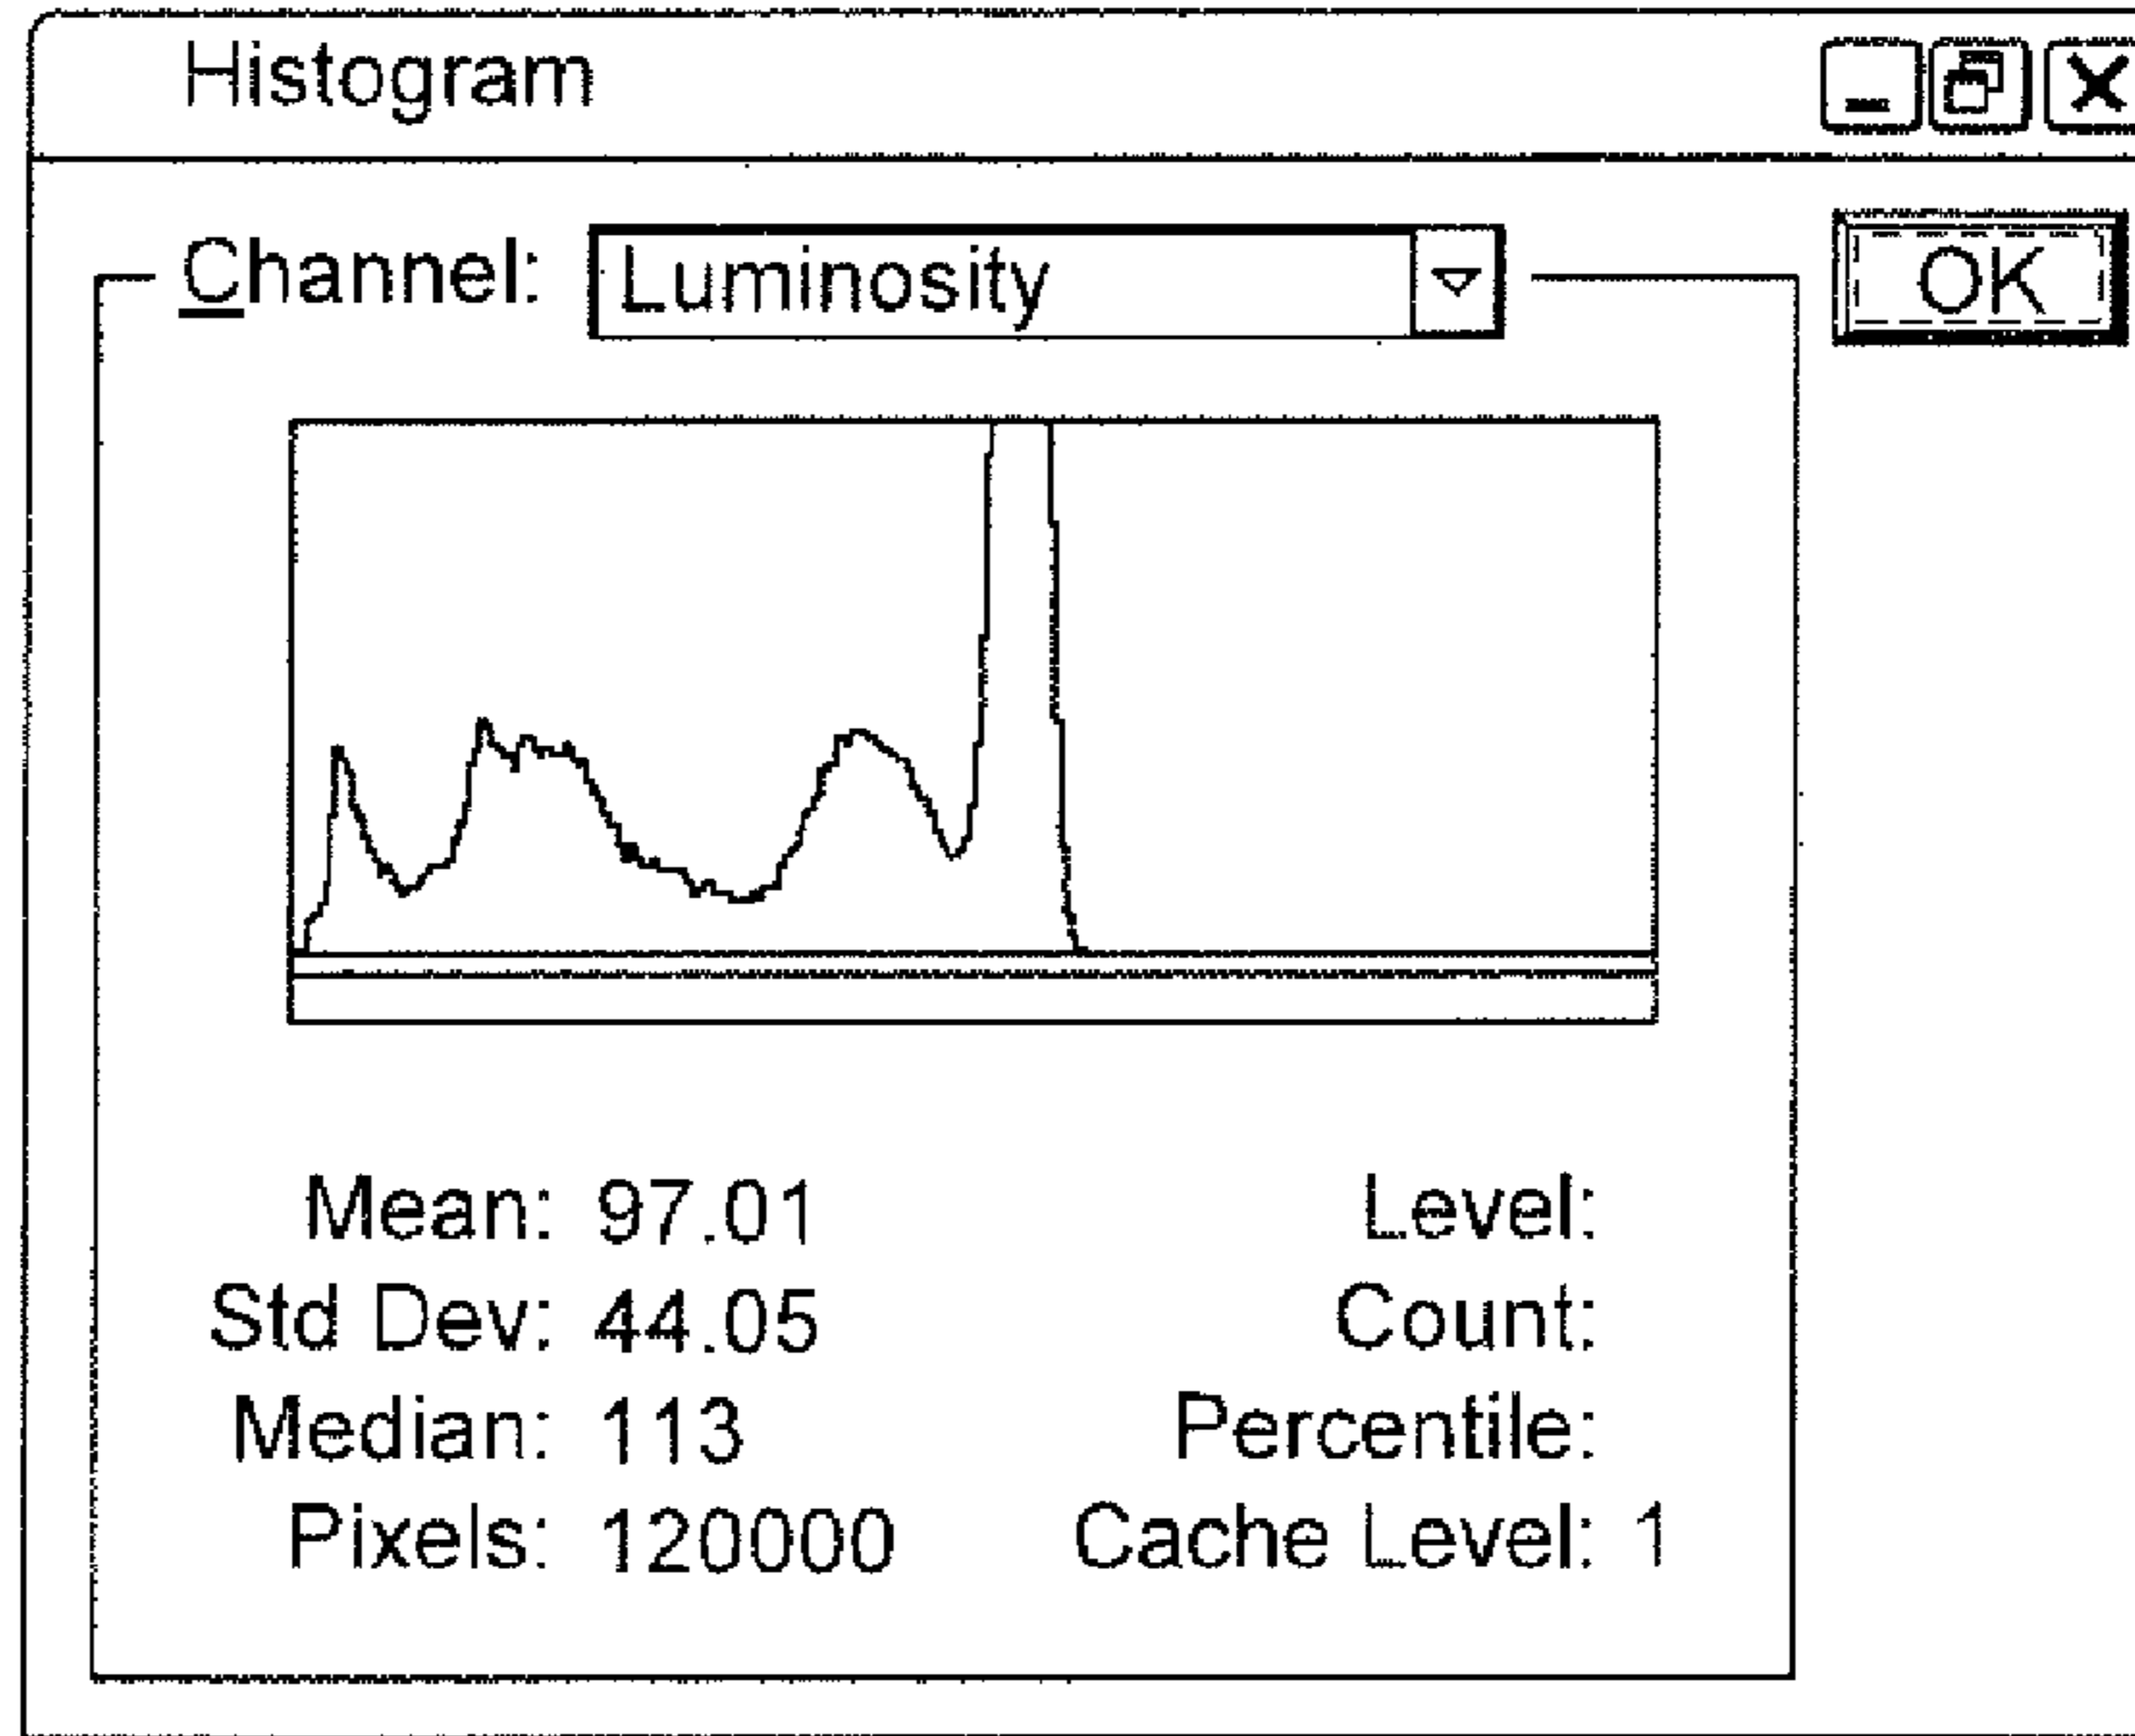 Histogram
Channel: Luminosity
OK
Mean: 97.01 Level:
Std Dev: 44.05 Count:
Median: 113 Percentile:
Pixels: 120000 Cache Level: 1